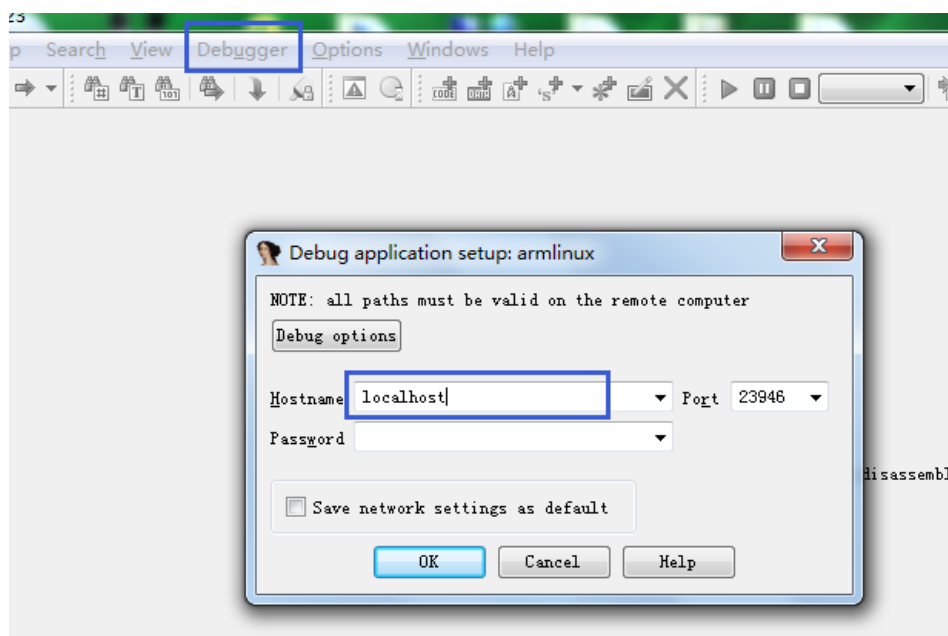 23
p Search View Debugger Options Windows Help
Debug application setup: armlinux
NOTE: all paths must be valid on the remote computer
Debug options
Hostname localhost Port 23946
Password
disassembl
Save network settings as default
OK Cancel Help